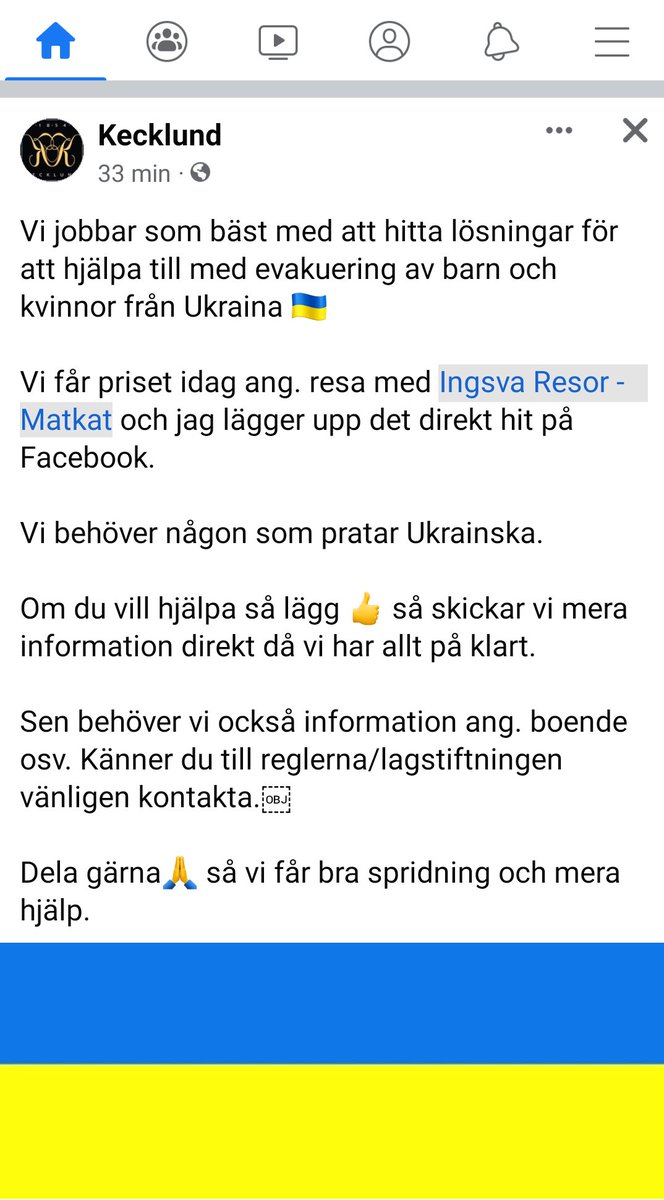 1854
KECKLUND
Kecklund
33 min ·
Vi jobbar som bäst med att hitta lösningar för
att hjälpa till med evakuering av barn och
kvinnor från Ukraina 🇺🇦
Vi får priset idag ang. resa med Ingsva Resor -
Matkat och jag lägger upp det direkt hit på
Facebook.
Vi behöver någon som pratar Ukrainska.
Om du vill hjälpa så lägg 👍 så skickar vi mera
information direkt då vi har allt på klart.
Sen behöver vi också information ang. boende
osv. Känner du till reglerna/lagstiftningen
vänligen kontakta.￼
Dela gärna🙏 så vi får bra spridning och mera
hjälp.